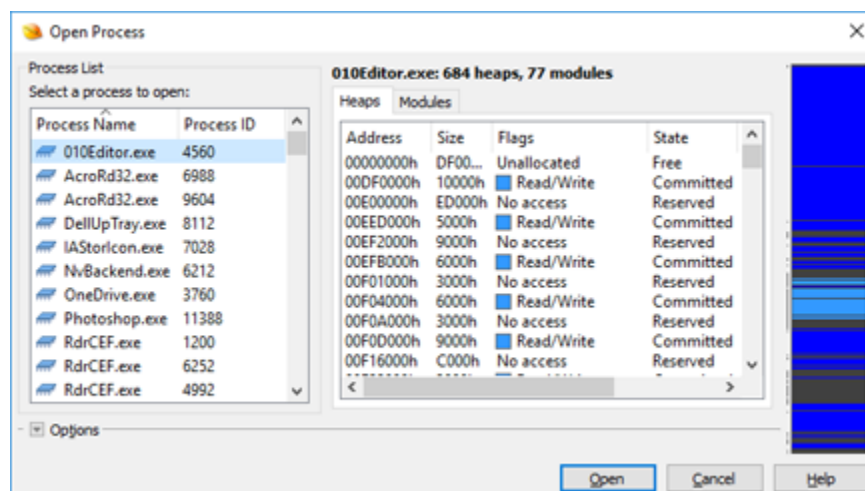 Open Process
Process List
Select a process to open:
Process Name Process ID
010Editor.exe 4560
AcroRd32.exe 6988
AcroRd32.exe 9604
DellUpTray.exe 8112
IAStorIcon.exe 7028
NvBackend.exe 6212
OneDrive.exe 3760
Photoshop.exe 11388
RdrCEF.exe 1200
RdrCEF.exe 6252
RdrCEF.exe 4992
010Editor.exe: 684 heaps, 77 modules
Heaps Modules
Address Size Flags State
00000000h DF00... Unallocated Free
00DF0000h 10000h Read/Write Committed
00E00000h ED000h No access Reserved
00EED000h 5000h Read/Write Committed
00EF2000h 9000h No access Reserved
00EFB000h 6000h Read/Write Committed
00F01000h 3000h No access Reserved
00F04000h 6000h Read/Write Committed
00F0A000h 3000h No access Reserved
00F0D000h 9000h Read/Write Committed
00F16000h C000h No access Reserved
Options
Open Cancel Help